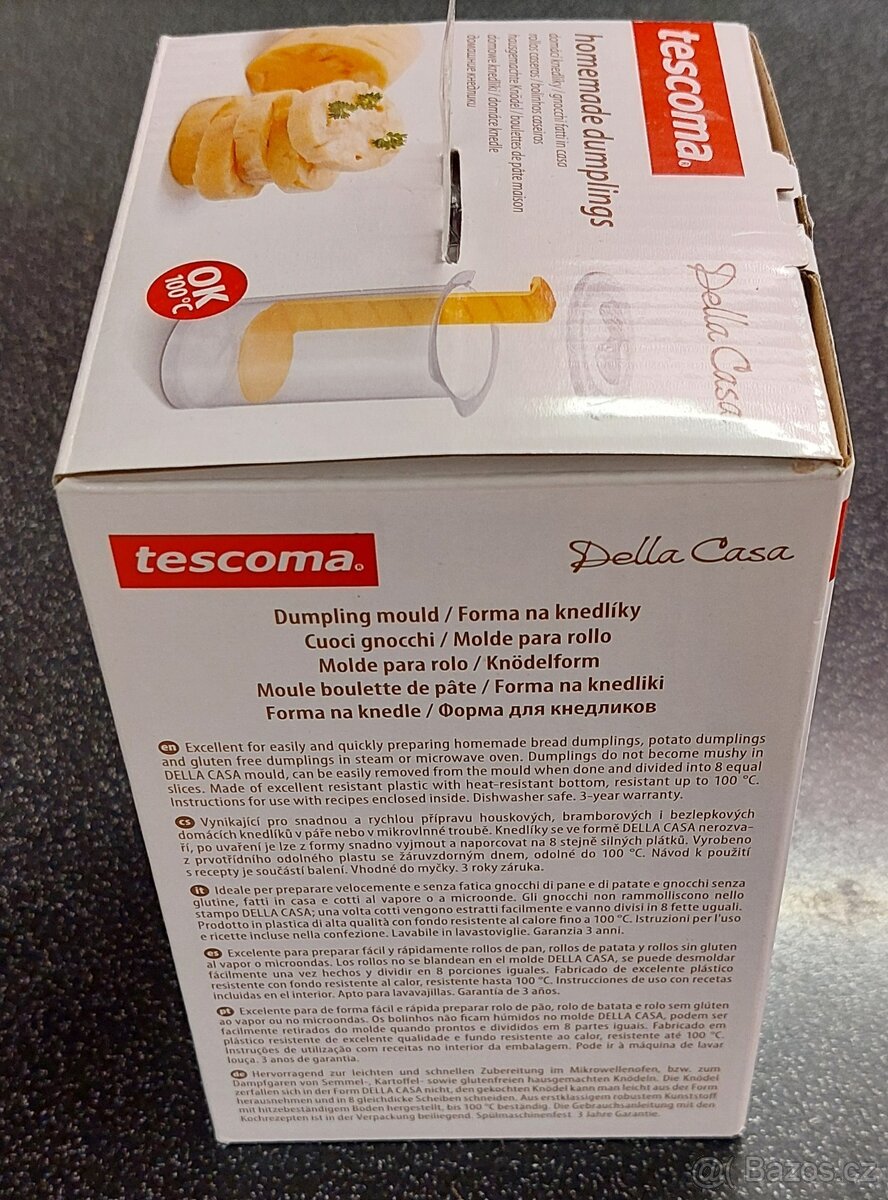 tescoma®
homemade dumplings
domácí knedlíky / gnocchi fatti in casa
rollos caseros / bolinhos caseiros
hausgemachte Knödel / boulettes de pâte maison
domowe knedliki / domáce knedle
домашние кнедлики
Della Casa
OK
100°C
tescoma®
Della Casa
Dumpling mould / Forma na knedlíky
Cuoci gnocchi / Molde para rollo
Molde para rolo / Knödelform
Moule boulette de pâte / Forma na knedliki
Forma na knedle / Форма для кнедликов
en Excellent for easily and quickly preparing homemade bread dumplings, potato dumplings
and gluten free dumplings in steam or microwave oven. Dumplings do not become mushy in
DELLA CASA mould, can be easily removed from the mould when done and divided into 8 equal
slices. Made of excellent resistant plastic with heat-resistant bottom, resistant up to 100 °C.
Instructions for use with recipes enclosed inside. Dishwasher safe. 3-year warranty.
cs Vynikající pro snadnou a rychlou přípravu houskových, bramborových i bezlepkových
domácích knedlíků v páře nebo v mikrovlnné troubě. Knedlíky se ve formě DELLA CASA nerozva-
ří, po uvaření je lze z formy snadno vyjmout a naporcovat na 8 stejně silných plátků. Vyrobeno
z prvotřídního odolného plastu se žáruvzdorným dnem, odolné do 100 °C. Návod k použití
s recepty je součástí balení. Vhodné do myčky. 3 roky záruka.
it Ideale per preparare velocemente e senza fatica gnocchi di pane e di patate e gnocchi senza
glutine, fatti in casa e cotti al vapore o a microonde. Gli gnocchi non rammolliscono nello
stampo DELLA CASA; una volta cotti vengono estratti facilmente e vanno divisi in 8 fette uguali.
Prodotto in plastica di alta qualità con fondo resistente al calore fino a 100 °C. Istruzioni per l'uso
e ricette incluse nella confezione. Lavabile in lavastoviglie. Garanzia 3 anni.
es Excelente para preparar fácil y rápidamente rollos de pan, rollos de patata y rollos sin gluten
al vapor o microondas. Los rollos no se blandean en el molde DELLA CASA, se puede desmoldar
fácilmente una vez hechos y dividir en 8 porciones iguales. Fabricado de excelente plástico
resistente con fondo resistente al calor, resistente hasta 100 °C. Instrucciones de uso con recetas
incluidas en el interior. Apto para lavavajillas. Garantía de 3 años.
pt Excelente para de forma fácil e rápida preparar rolo de pão, rolo de batata e rolo sem glúten
ao vapor ou no microondas. Os bolinhos não ficam húmidos no molde DELLA CASA, podem ser
facilmente retirados do molde quando prontos e divididos em 8 partes iguais. Fabricado em
plástico resistente de excelente qualidade e fundo resistente ao calor, resistente até 100 °C.
Instruções de utilização com receitas no interior da embalagem. Pode ir à máquina de lavar
louça. 3 anos de garantia.
de Hervorragend zur leichten und schnellen Zubereitung im Mikrowellenofen, bzw. zum
Dampfgaren von Semmel-, Kartoffel- sowie glutenfreien hausgemachten Knödeln. Die Knödel
zerfallen sich in der Form DELLA CASA nicht, den gekochten Knödel kann man leicht aus der Form
herausnehmen und in 8 gleichdicke Scheiben schneiden. Aus erstklassigem robustem Kunststoff
mit hitzebeständigem Boden hergestellt, bis 100 °C beständig. Die Gebrauchsanleitung mit den
Kochrezepten ist in der Verpackung beiliegend. Spülmaschinenfest. 3 Jahre Garantie.
@( Bazos.cz